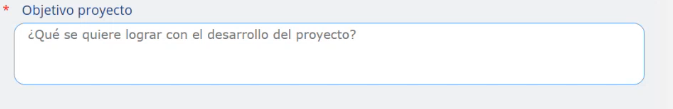 * Objetivo proyecto
¿Qué se quiere lograr con el desarrollo del proyecto?